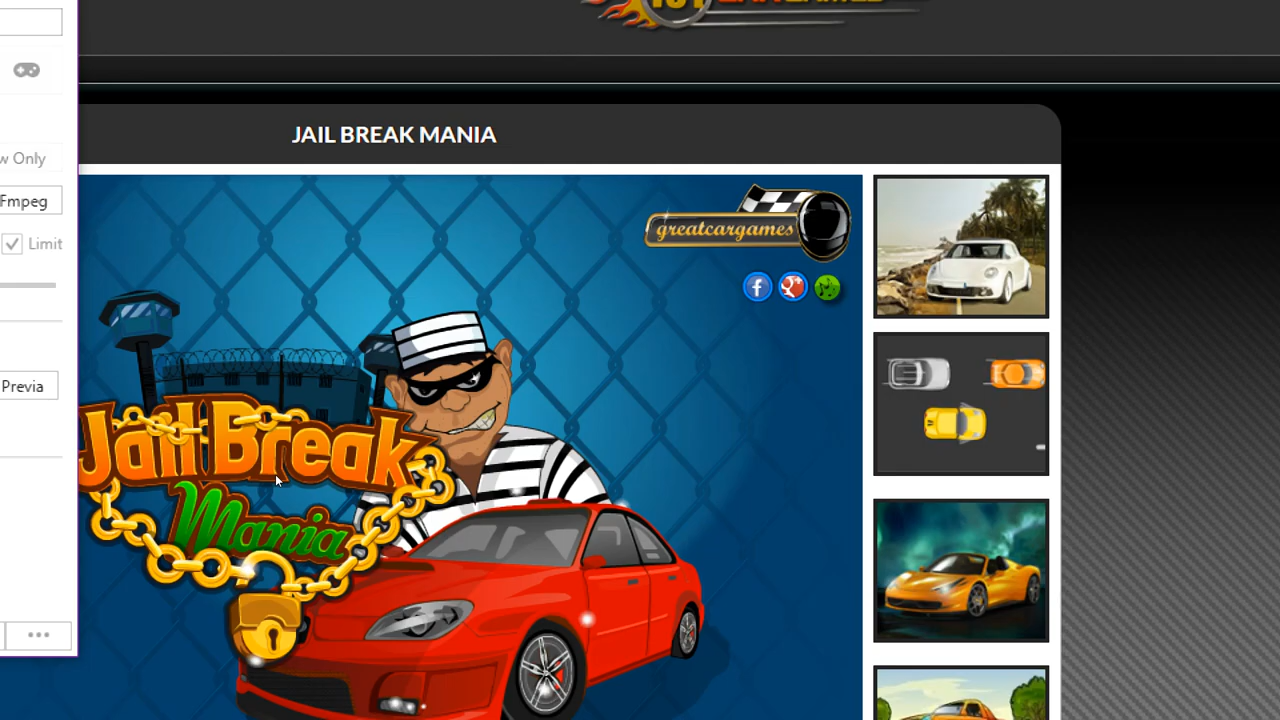 JAIL BREAK MANIA
w Only
Fmpeg
Limit
Previa
greatcargames
Jail Break
Mania